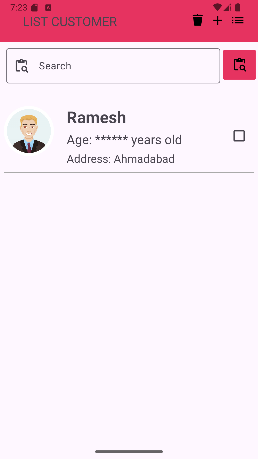 7:23
LIST CUSTOMER
Search
Ramesh
Age: ****** years old
Address: Ahmadabad